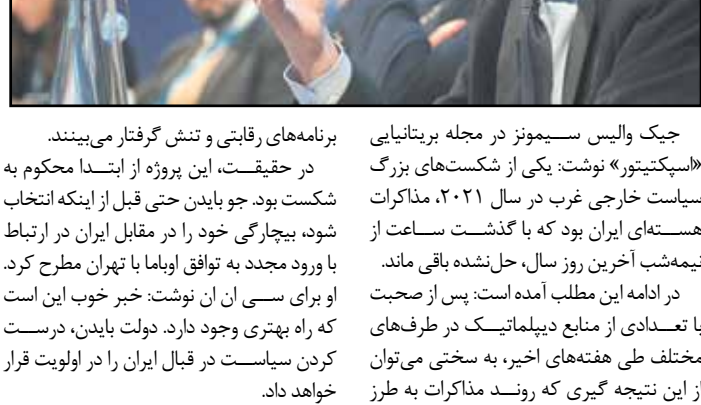 جیک والیس سیمونز در مجله بریتانیایی
«اسپکتیتور» نوشت: یکی از شکست‌های بزرگ
سیاست خارجی غرب در سال ۲۰۲۱، مذاکرات
هسته‌ای ایران بود که با گذشت ساعت از
نیمه‌شب آخرین روز سال، حل‌نشده باقی ماند.
در ادامه این مطلب آمده است: پس از صحبت
با تعدادی از منابع دیپلماتیک در طرف‌های
مختلف طی هفته‌های اخیر، به سختی می‌توان
از این نتیجه گیری که روند مذاکرات به طرز
برنامه‌های رقابتی و تنش گرفتار می‌بینند.
در حقیقت، این پروژه از ابتدا محکوم به
شکست بود. جو بایدن حتی قبل از اینکه انتخاب
شود، بیچارگی خود را در مقابل ایران در ارتباط
با ورود مجدد به توافق اوباما با تهران مطرح کرد.
او برای سی ان ان نوشت: خبر خوب این است
که راه بهتری وجود دارد. دولت بایدن، درست
کردن سیاست در قبال ایران را در اولویت قرار
خواهد داد.